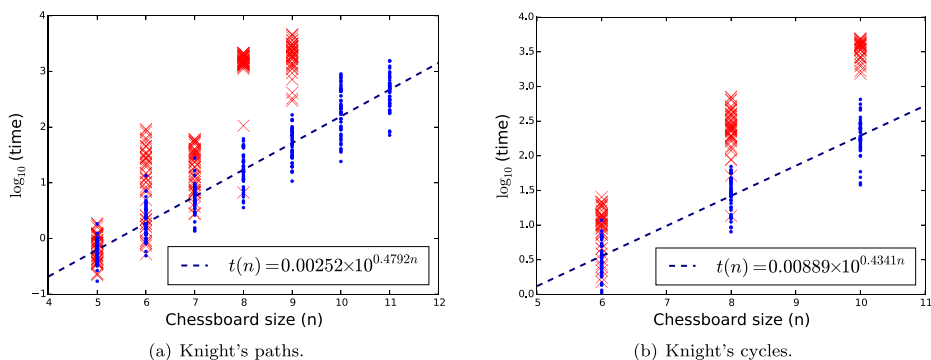 4
3
2
1
0
−1
log₁₀ (time)
4 5 6 7 8 9 10 11 12
Chessboard size (n)
t(n) = 0.00252×10^{0.4792n}
(a) Knight's paths.
4.0
3.5
3.0
2.5
2.0
1.5
1.0
0.5
0.0
log₁₀ (time)
5 6 7 8 9 10 11
Chessboard size (n)
t(n) = 0.00889×10^{0.4341n}
(b) Knight's cycles.